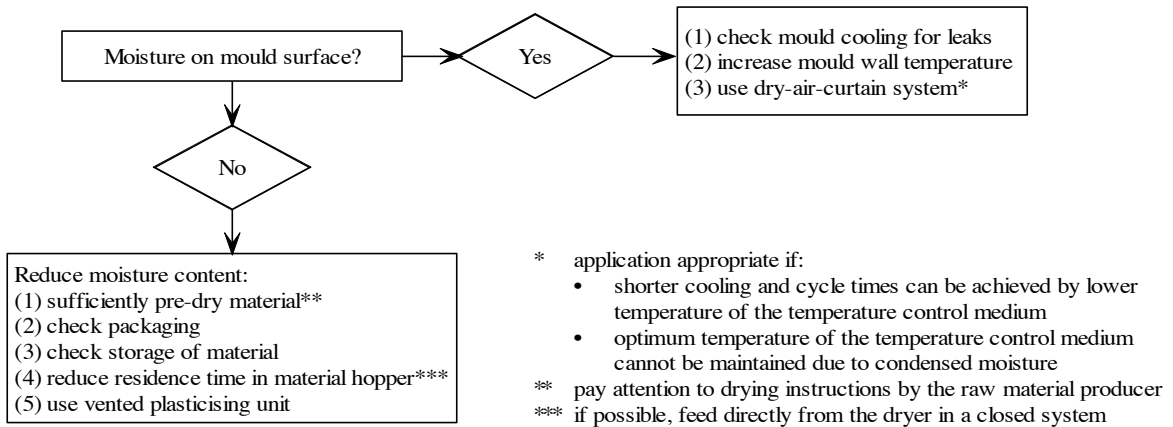 Moisture on mould surface?
Yes
(1) check mould cooling for leaks
(2) increase mould wall temperature
(3) use dry-air-curtain system*
No
Reduce moisture content:
(1) sufficiently pre-dry material**
(2) check packaging
(3) check storage of material
(4) reduce residence time in material hopper***
(5) use vented plasticising unit
* application appropriate if:
• shorter cooling and cycle times can be achieved by lower
temperature of the temperature control medium
• optimum temperature of the temperature control medium
cannot be maintained due to condensed moisture
** pay attention to drying instructions by the raw material producer
*** if possible, feed directly from the dryer in a closed system